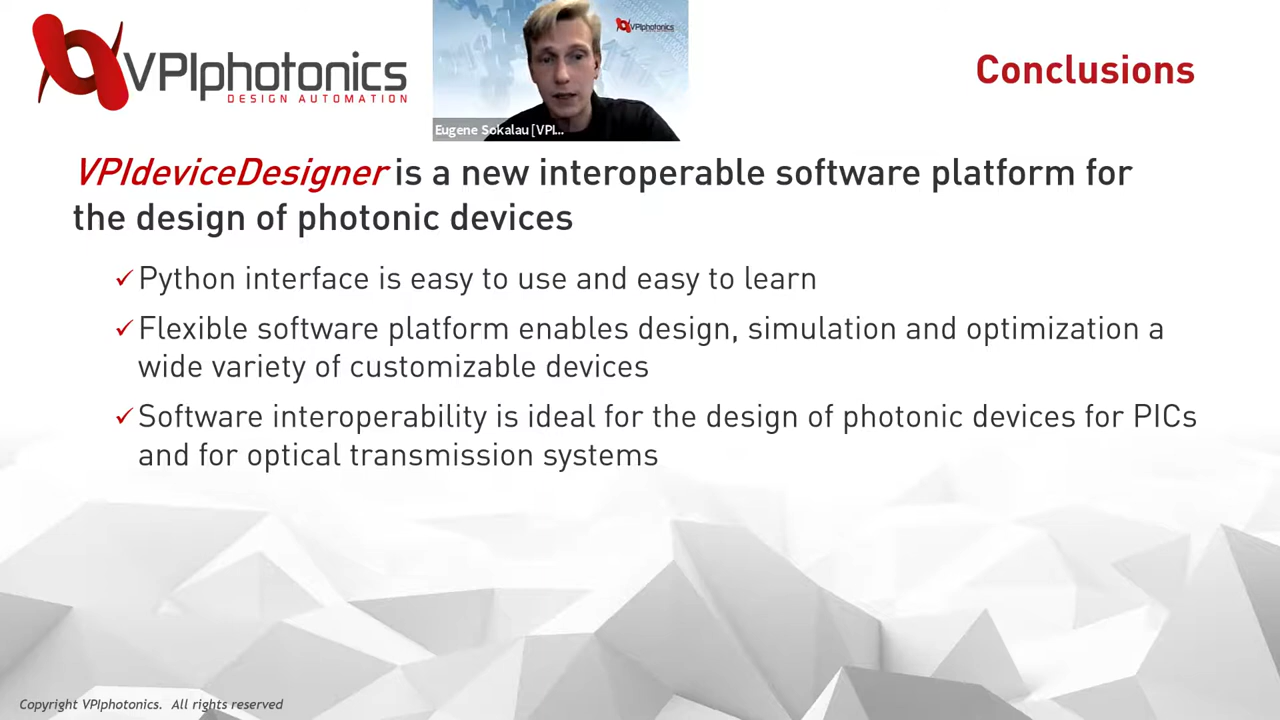 VPIphotonics
DESIGN AUTOMATION
VPIphotonics
Eugene Sokalau [VPI...
Conclusions
VPIdeviceDesigner is a new interoperable software platform for
the design of photonic devices
✓ Python interface is easy to use and easy to learn
✓ Flexible software platform enables design, simulation and optimization a
wide variety of customizable devices
✓ Software interoperability is ideal for the design of photonic devices for PICs
and for optical transmission systems
Copyright VPIphotonics. All rights reserved